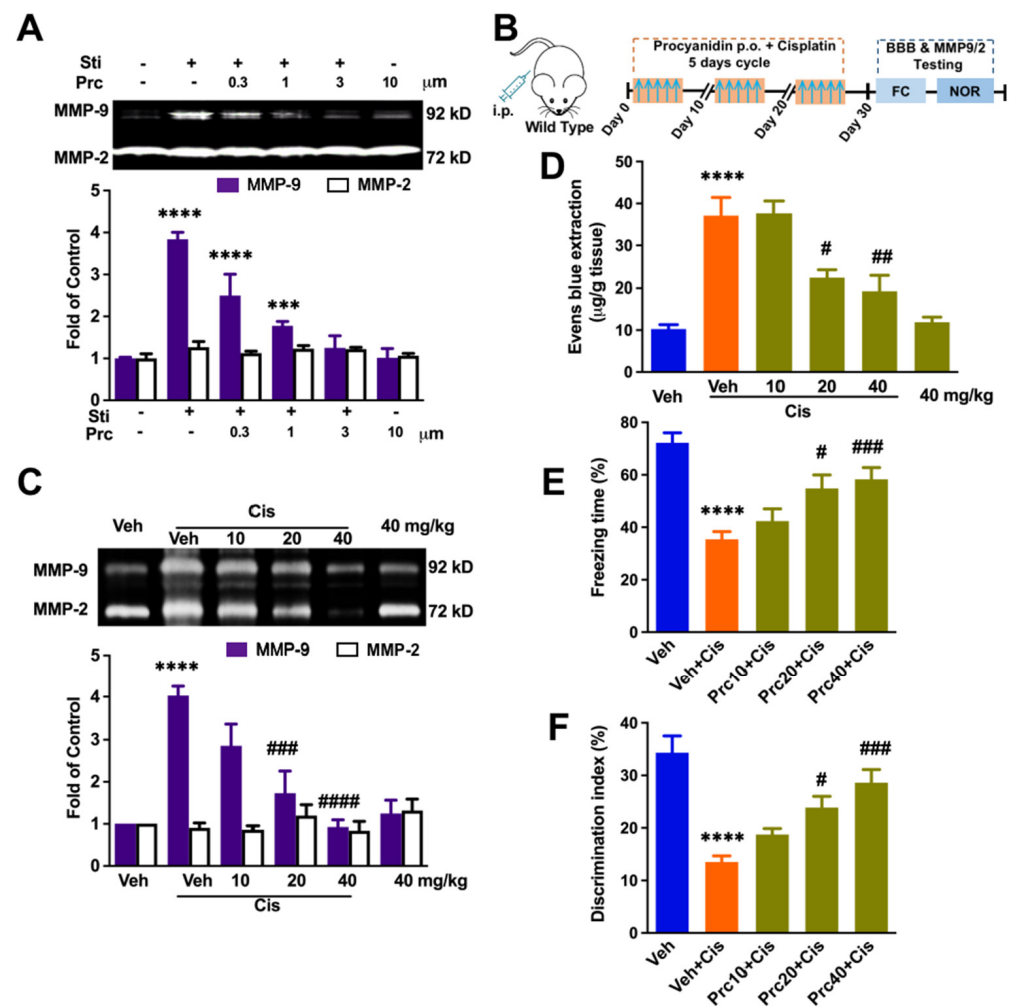 A
Sti - + + + + -
Prc - - 0.3 1 3 10 μm
MMP-9 92 kD
MMP-2 72 kD
MMP-9 MMP-2
Fold of Control
5
4
3
2
1
0
**** **** ***
Sti - + + + + -
Prc - - 0.3 1 3 10 μm
B
i.p.
Wild Type
Procyanidin p.o. + Cisplatin
5 days cycle
BBB & MMP9/2
Testing
FC NOR
Day 0 Day 10 Day 20 Day 30
C
Cis
Veh Veh 10 20 40 40 mg/kg
MMP-9 92 kD
MMP-2 72 kD
MMP-9 MMP-2
Fold of Control
5
4
3
2
1
0
**** ### ####
Veh Veh 10 20 40 40 mg/kg
Cis
D
Evens blue extraction
(μg/g tissue)
50
40
30
20
10
0
**** # ##
Veh Veh 10 20 40 40 mg/kg
Cis
E
Freezing time (%)
80
60
40
20
0
**** # ###
Veh Veh+Cis Prc10+Cis Prc20+Cis Prc40+Cis
F
Discrimination index (%)
40
30
20
10
0
**** # ###
Veh Veh+Cis Prc10+Cis Prc20+Cis Prc40+Cis